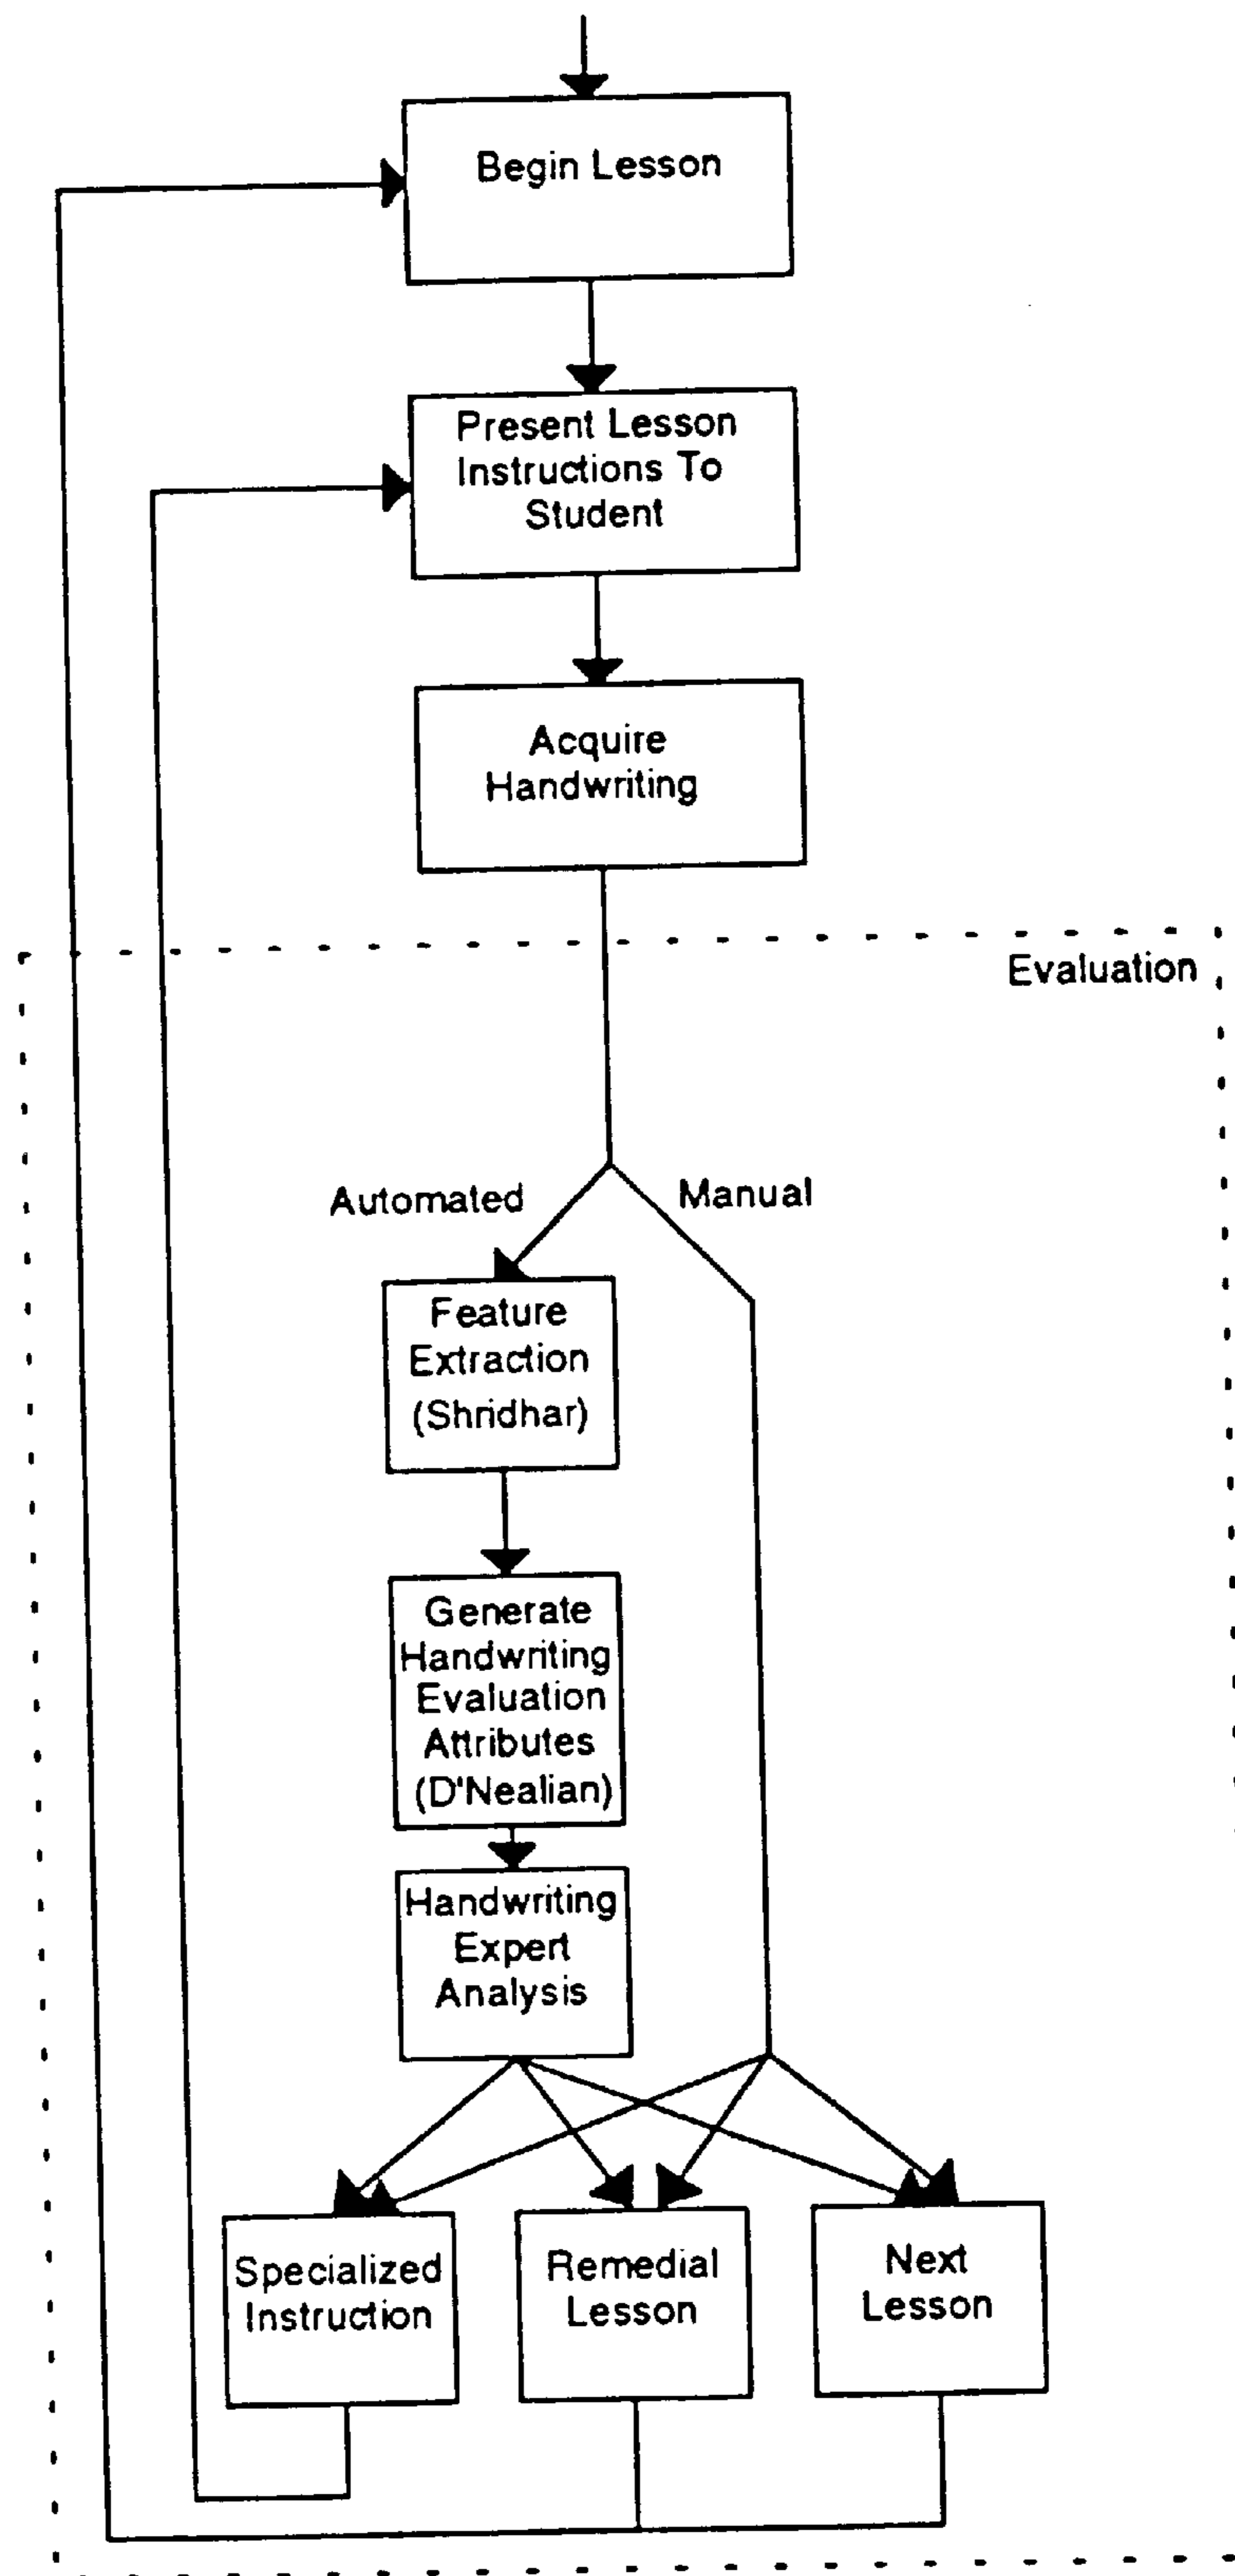 Begin Lesson
Present Lesson
Instructions To
Student
Acquire
Handwriting
Evaluation
Automated
Manual
Feature
Extraction
(Shridhar)
Generate
Handwriting
Evaluation
Attributes
(D'Nealian)
Handwriting
Expert
Analysis
Specialized
Instruction
Remedial
Lesson
Next
Lesson